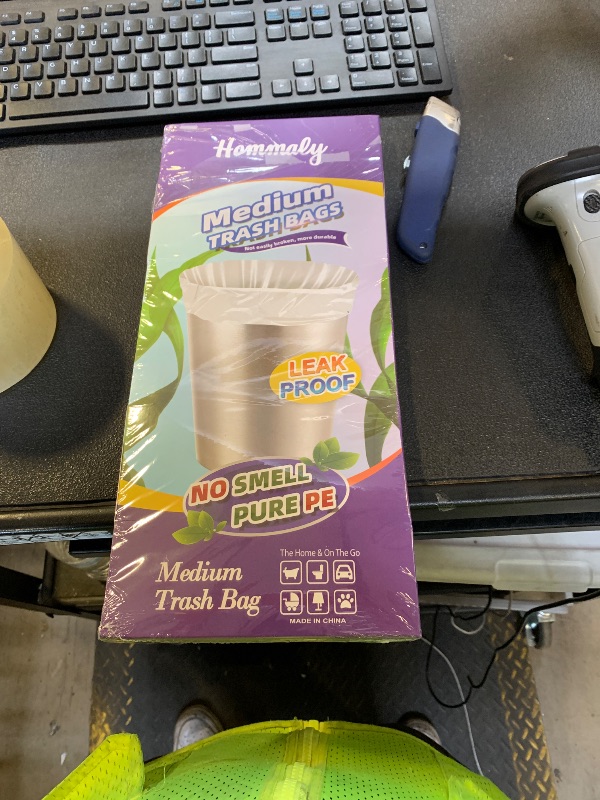 Hommaly
Medium
TRASH BAGS
Not easily broken, more durable
LEAK
PROOF
NO SMELL
PURE PE
Medium
Trash Bag
The Home & On The Go
MADE IN CHINA